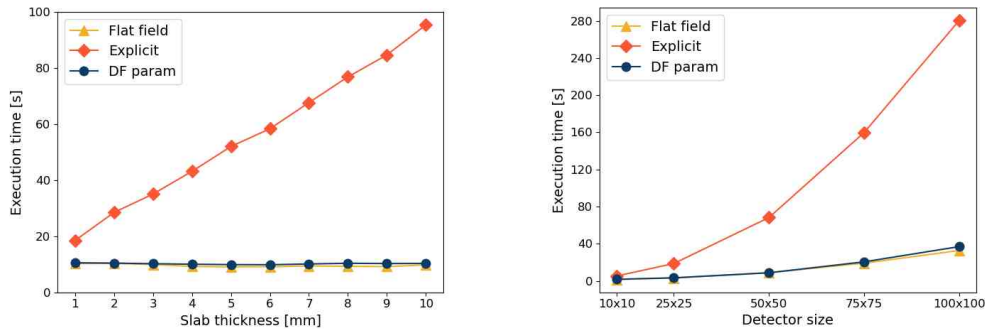 100
80
60
40
20
0
Execution time [s]
Flat field
Explicit
DF param
1 2 3 4 5 6 7 8 9 10
Slab thickness [mm]
280
240
200
160
120
80
40
0
Execution time [s]
Flat field
Explicit
DF param
10x10 25x25 50x50 75x75 100x100
Detector size